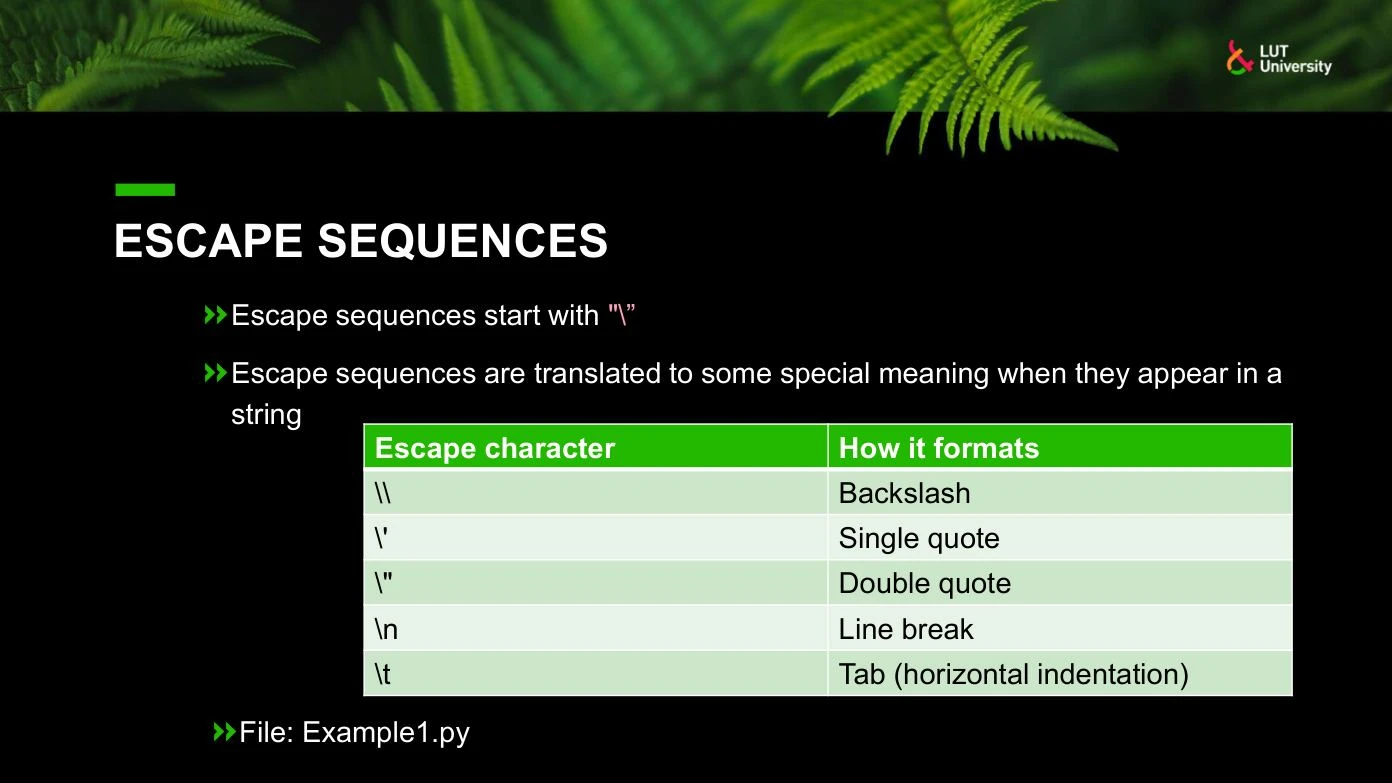 LUT
University
ESCAPE SEQUENCES
Escape sequences start with "\”
Escape sequences are translated to some special meaning when they appear in a
string
Escape character How it formats
\\ Backslash
\' Single quote
\" Double quote
\n Line break
\t Tab (horizontal indentation)
File: Example1.py